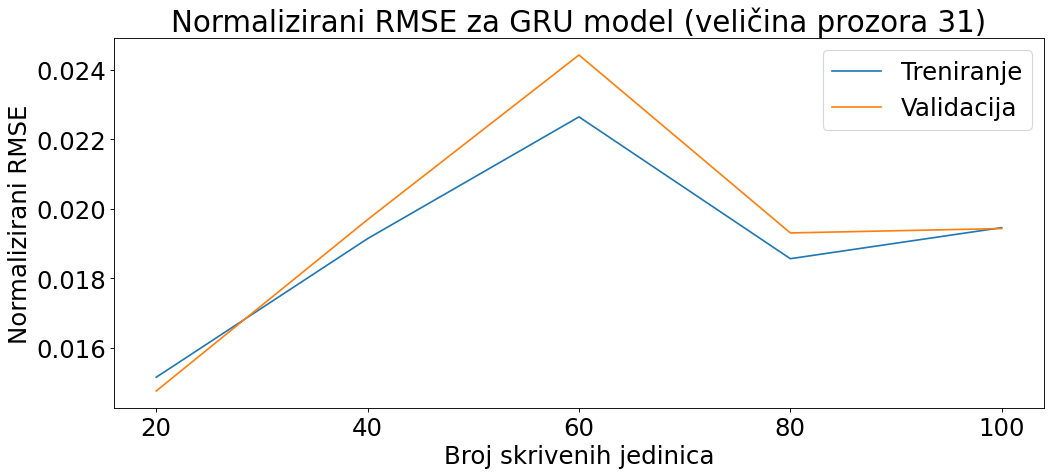 Normalizirani RMSE za GRU model (veličina prozora 31)
Normalizirani RMSE
0.024
0.022
0.020
0.018
0.016
Treniranje
Validacija
20 40 60 80 100
Broj skrivenih jedinica